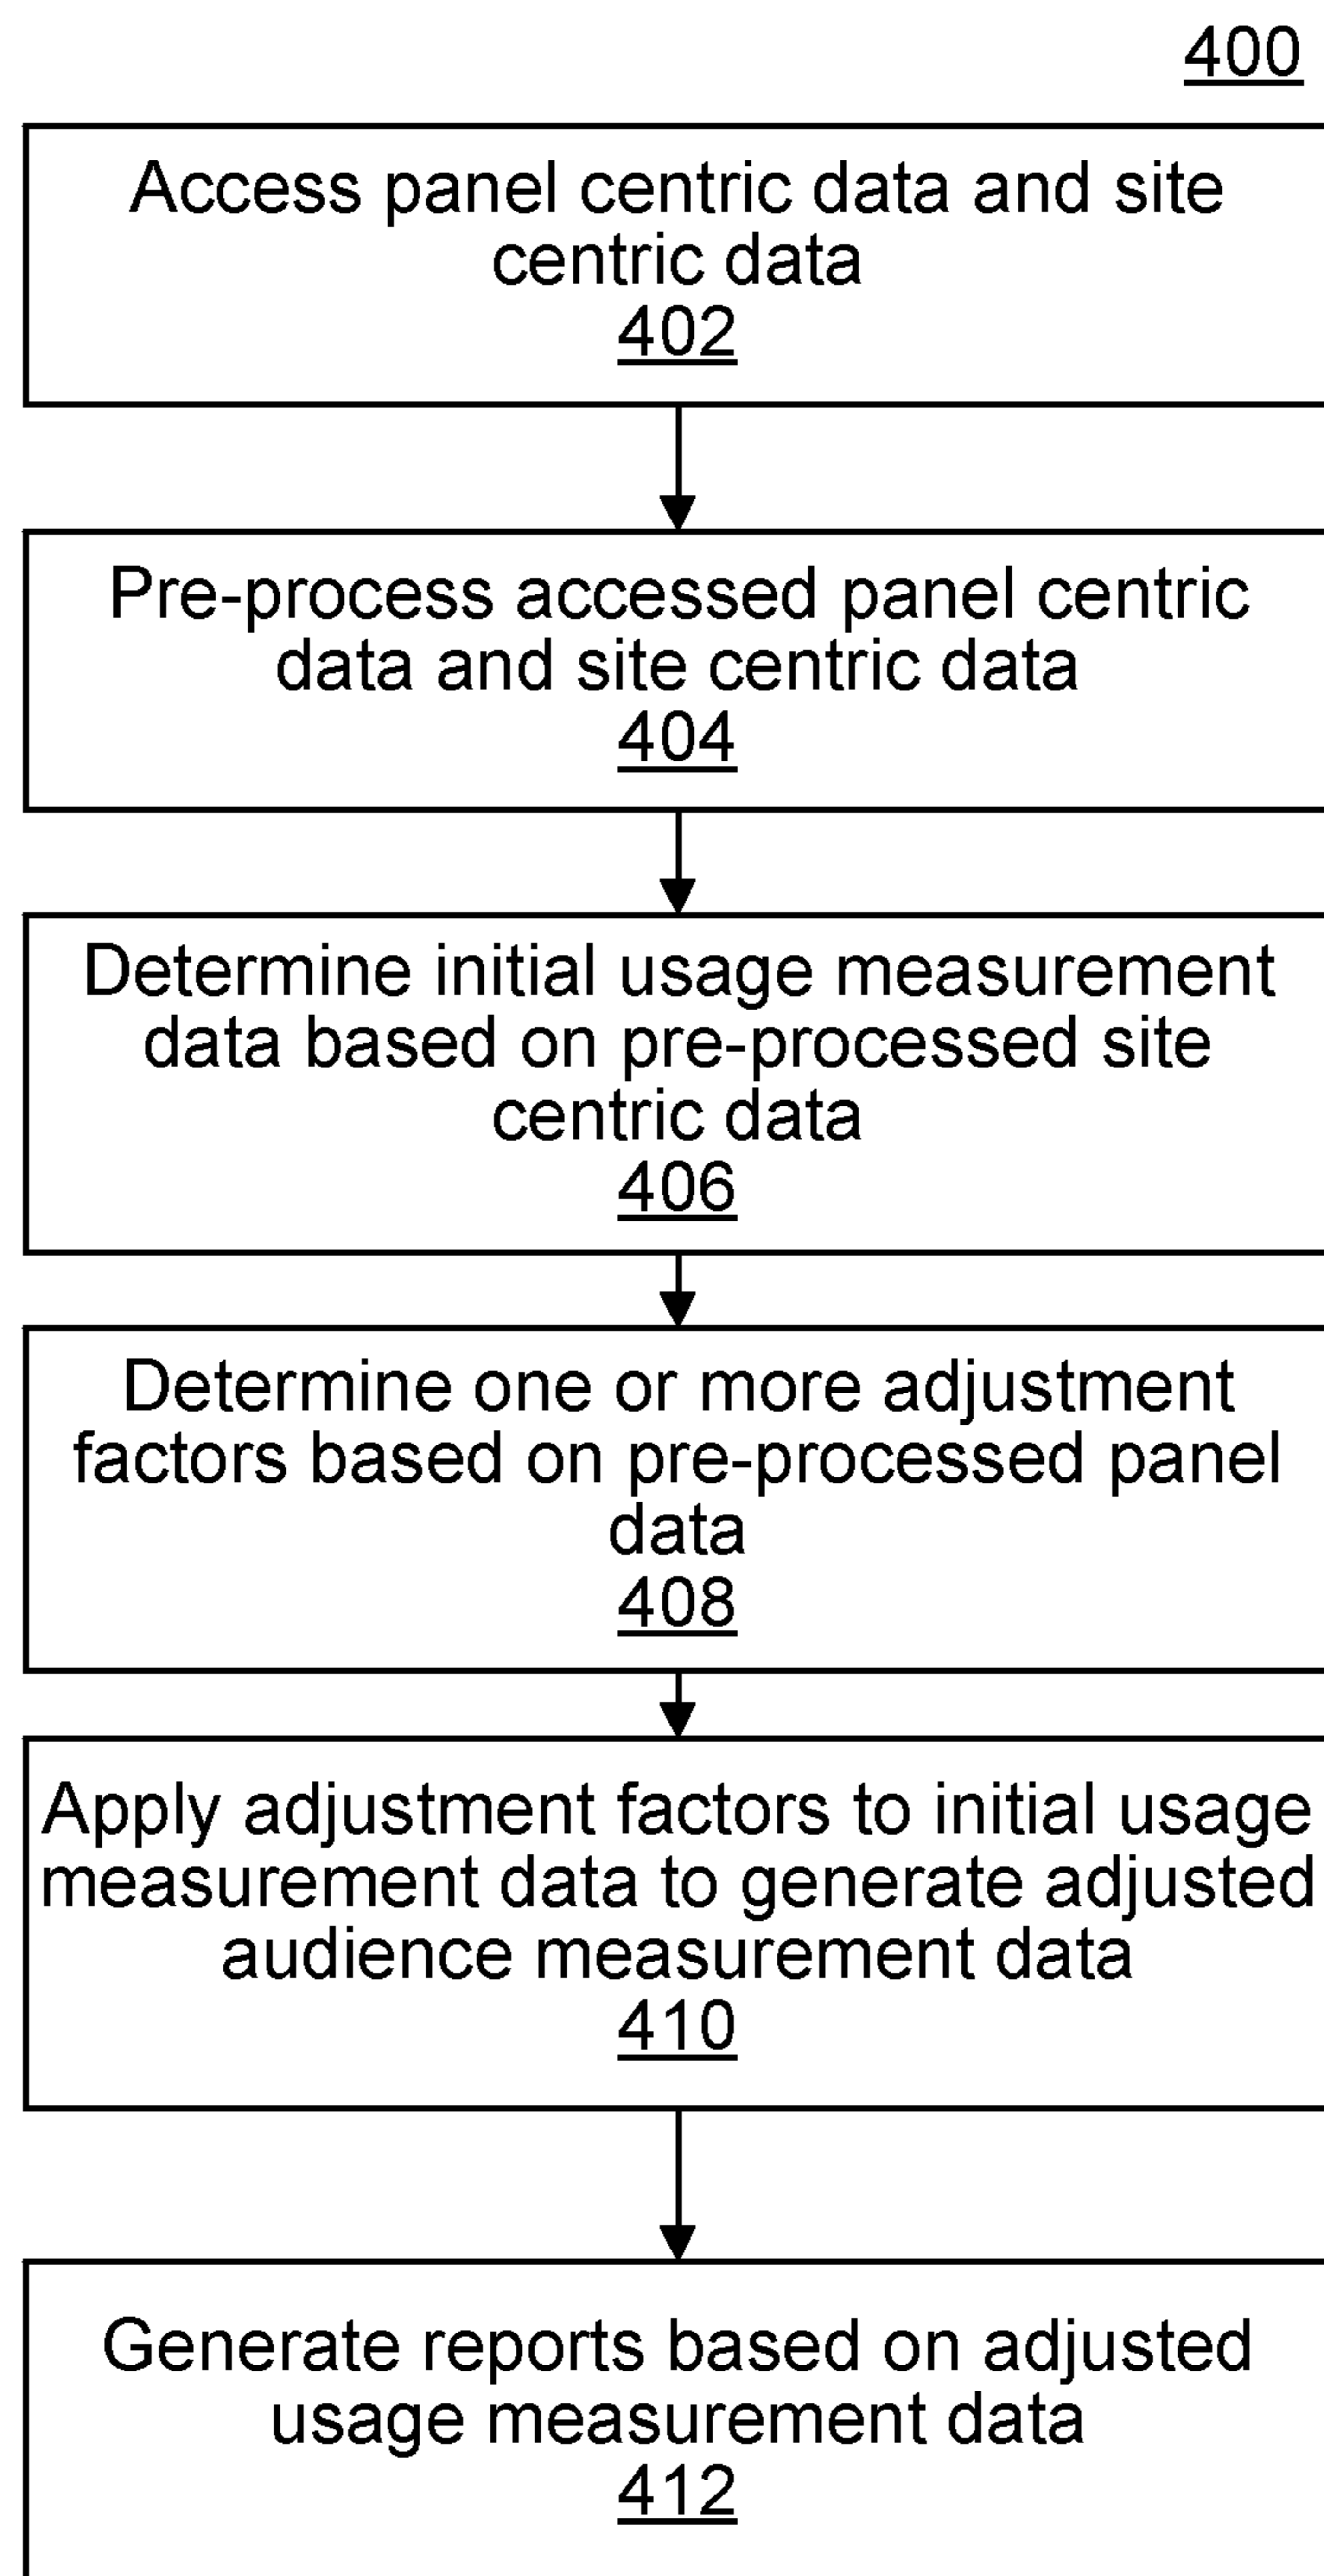 400
Access panel centric data and site
centric data
402
Pre-process accessed panel centric
data and site centric data
404
Determine initial usage measurement
data based on pre-processed site
centric data
406
Determine one or more adjustment
factors based on pre-processed panel
data
408
Apply adjustment factors to initial usage
measurement data to generate adjusted
audience measurement data
410
Generate reports based on adjusted
usage measurement data
412